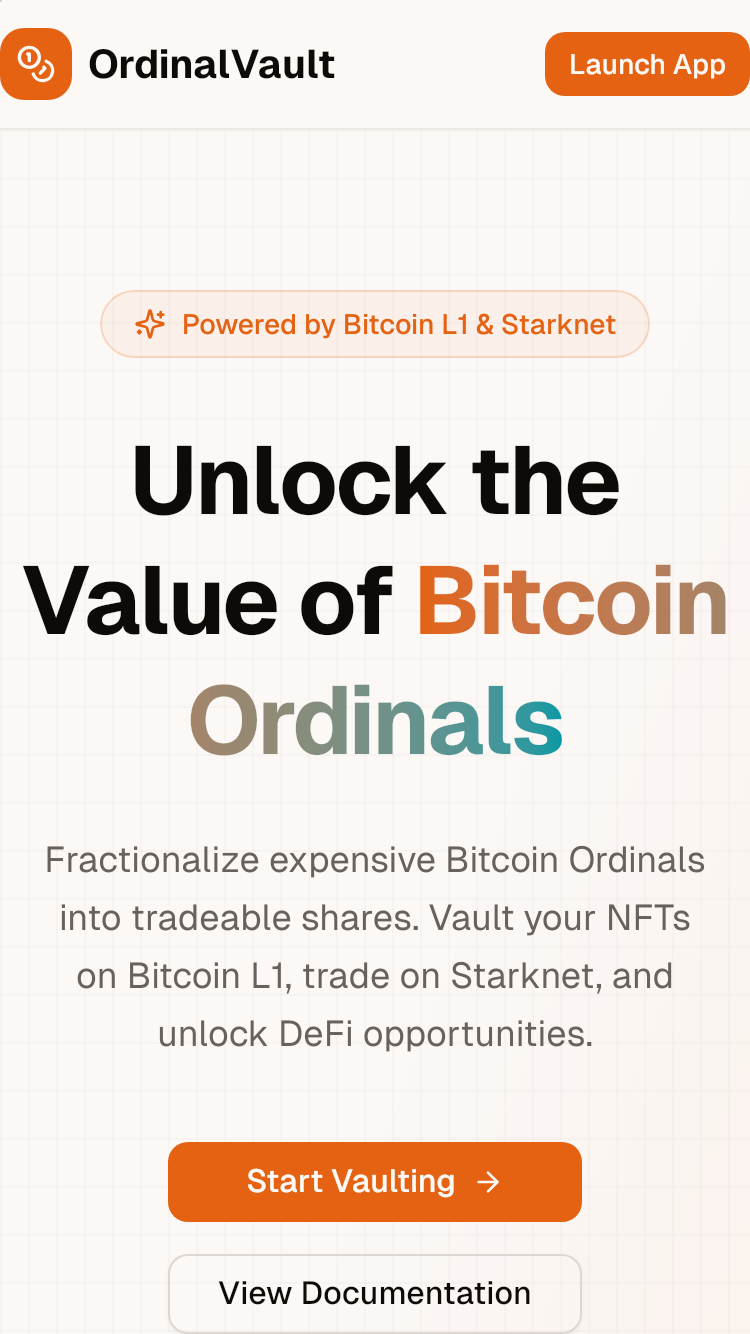 OrdinalVault
Launch App
Powered by Bitcoin L1 & Starknet
Unlock the
Value of Bitcoin
Ordinals
Fractionalize expensive Bitcoin Ordinals
into tradeable shares. Vault your NFTs
on Bitcoin L1, trade on Starknet, and
unlock DeFi opportunities.
Start Vaulting
View Documentation